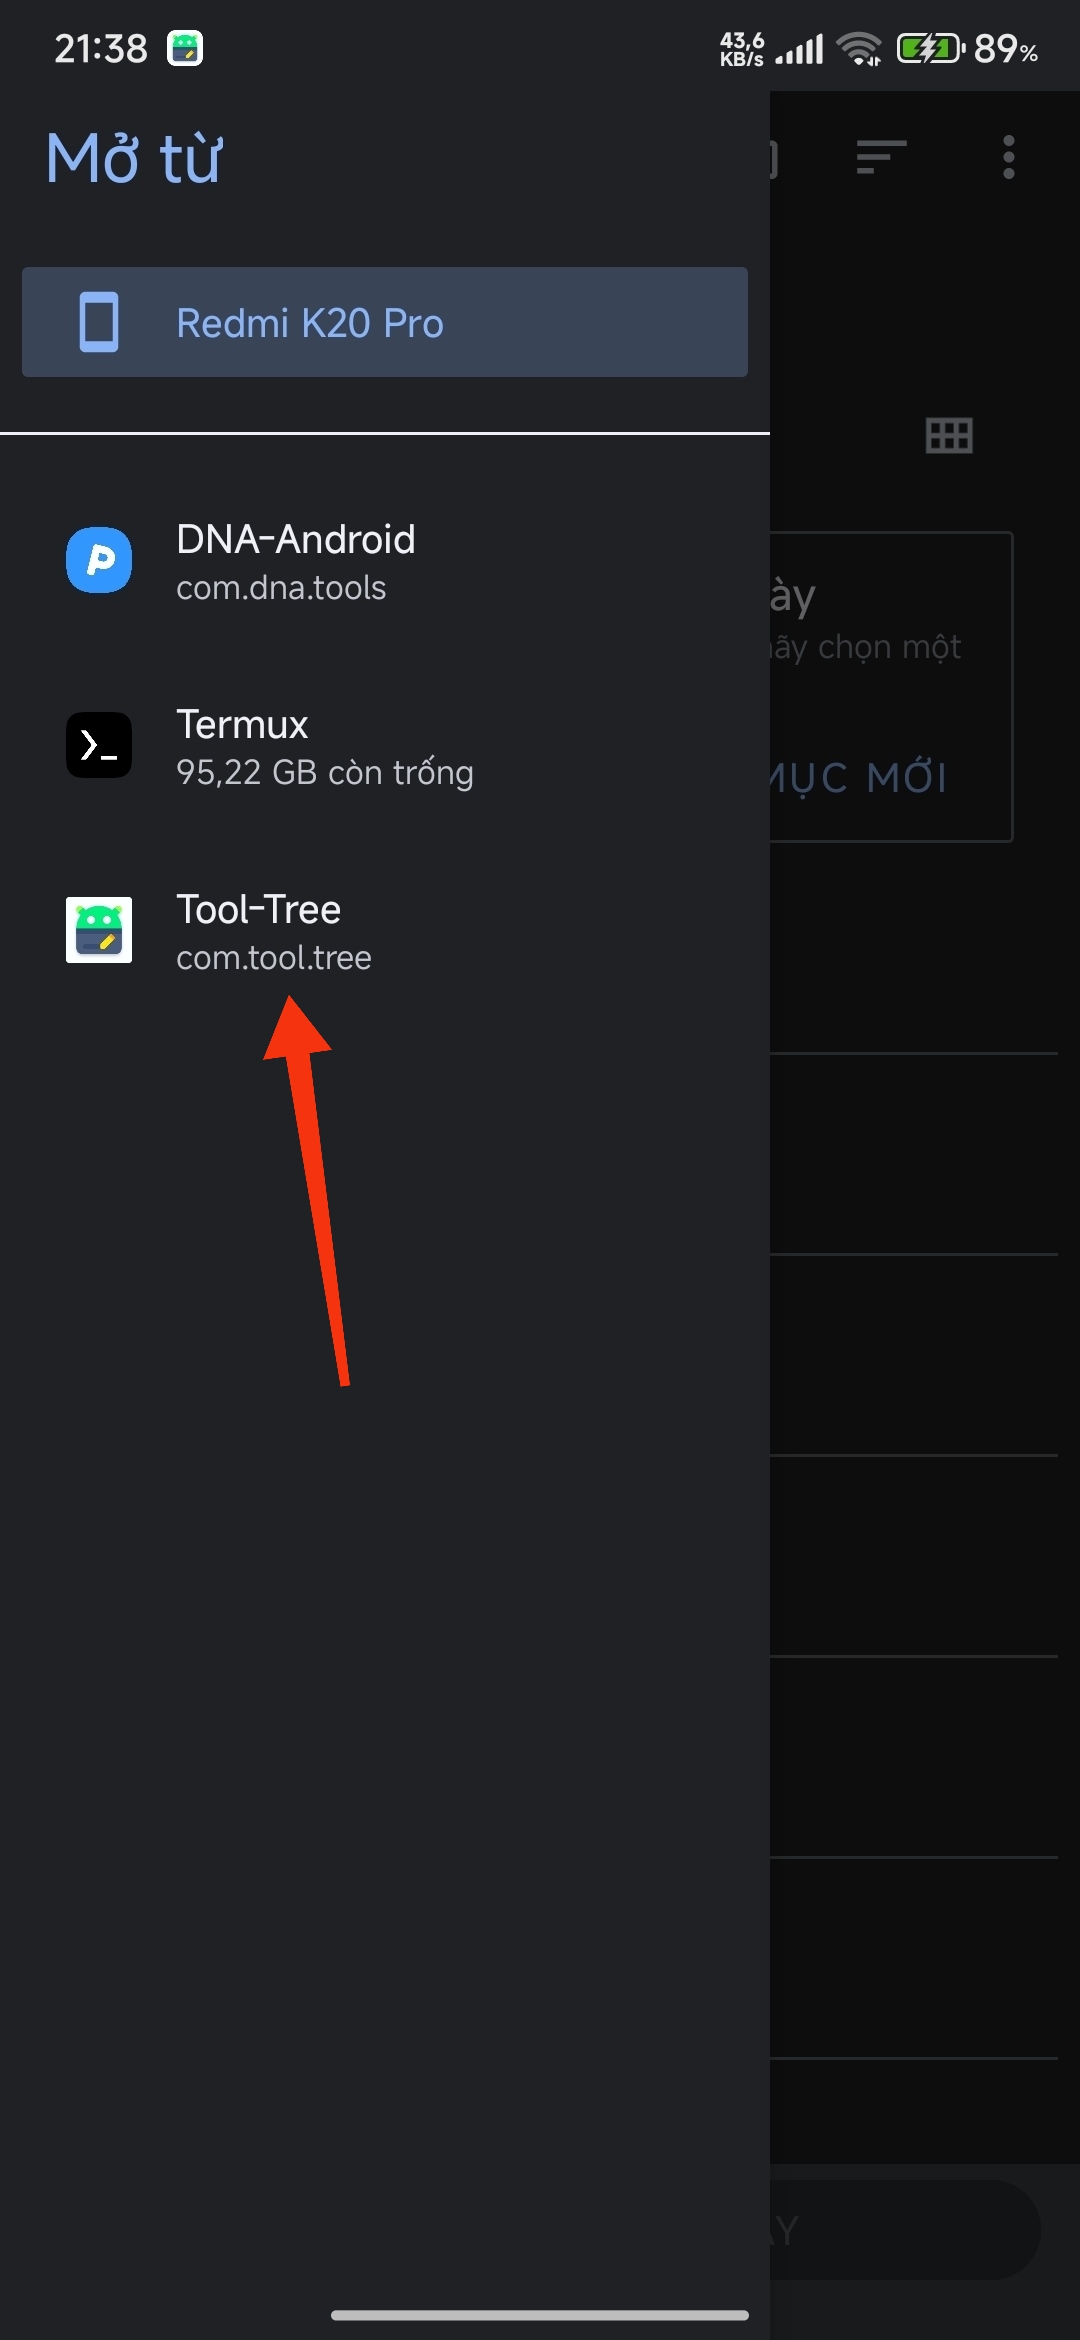 21:38
43,6
KB/s
89%
Mở từ
Redmi K20 Pro
DNA-Android
com.dna.tools
ày
Termux
95,22 GB còn trống
ãy chọn một
MỤC MỚI
Tool-Tree
com.tool.tree